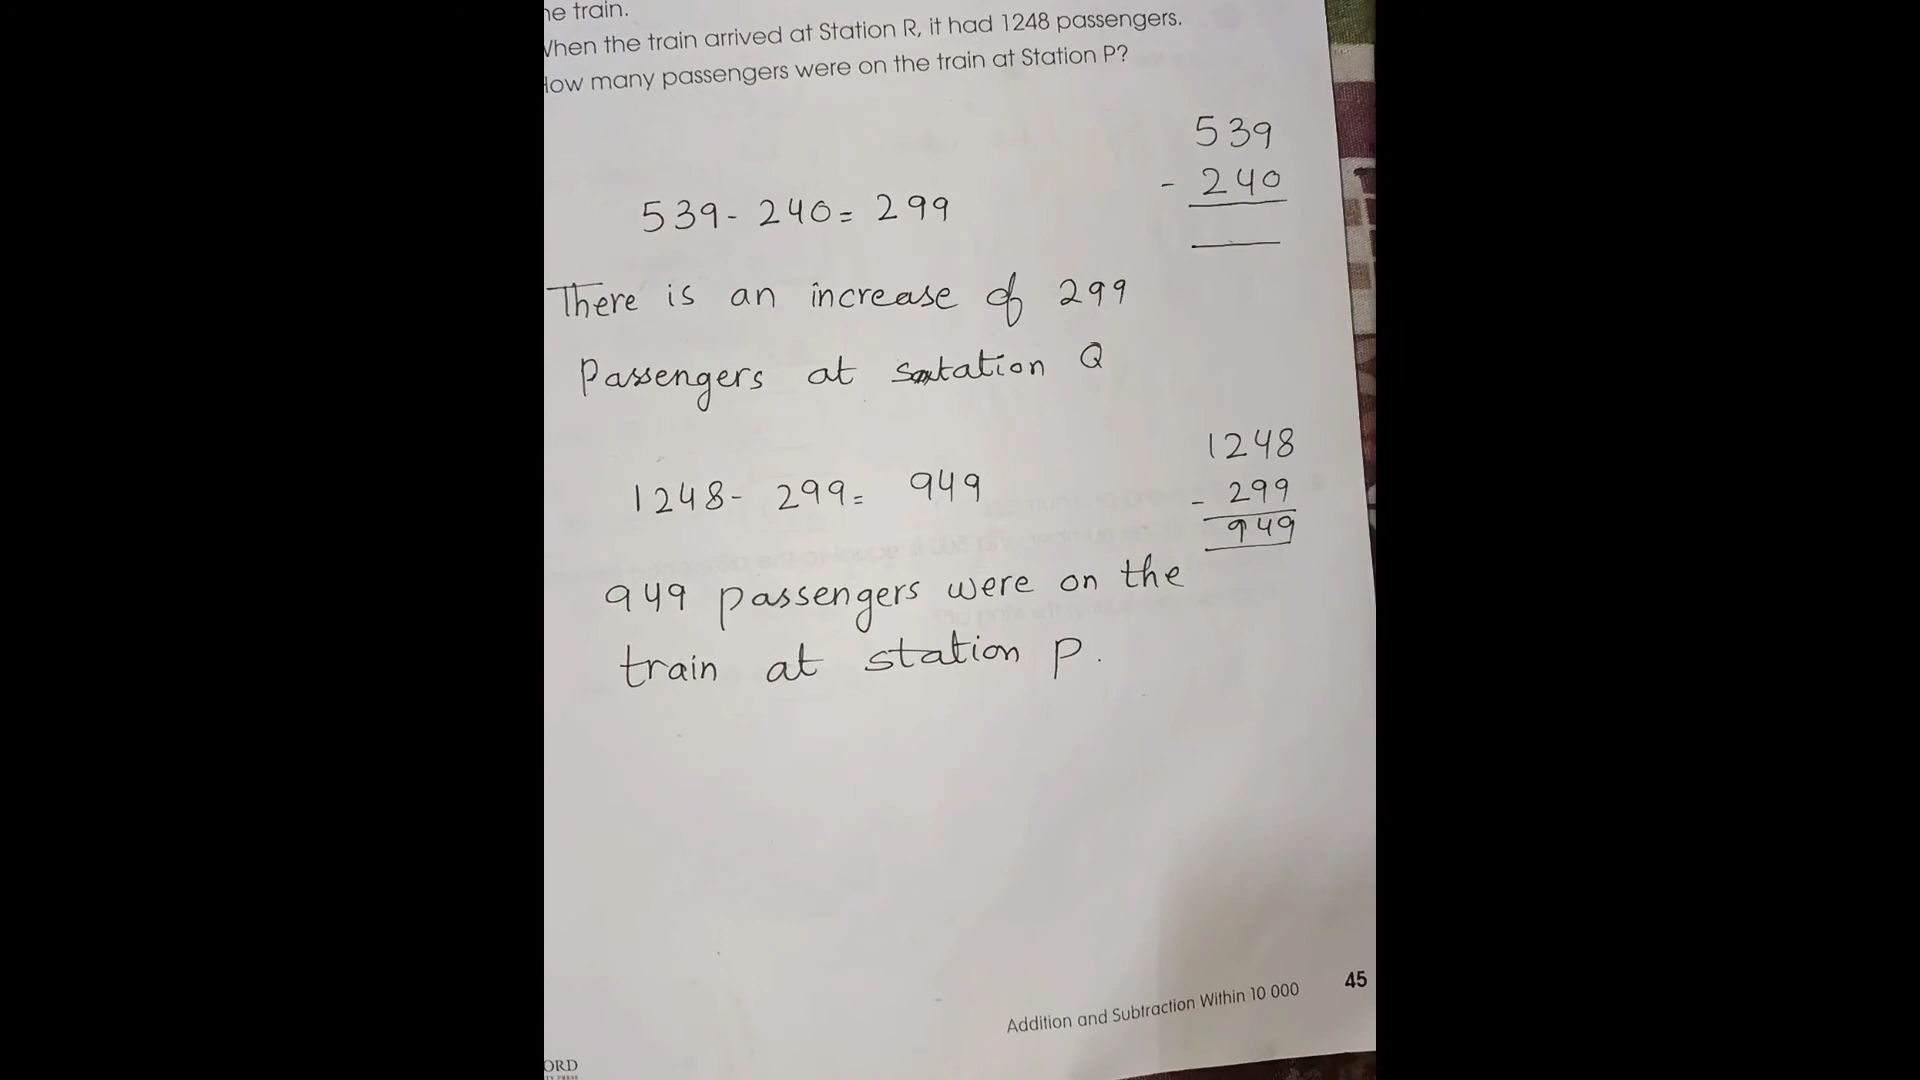 he train.
When the train arrived at Station R, it had 1248 passengers.
How many passengers were on the train at Station P?
539
- 240
539 - 240 = 299
There is an increase of 299
Passengers at station Q
1248
- 299
949
1248 - 299 = 949
949 passengers were on the
train at station P.
45
Addition and Subtraction Within 10 000
ORD